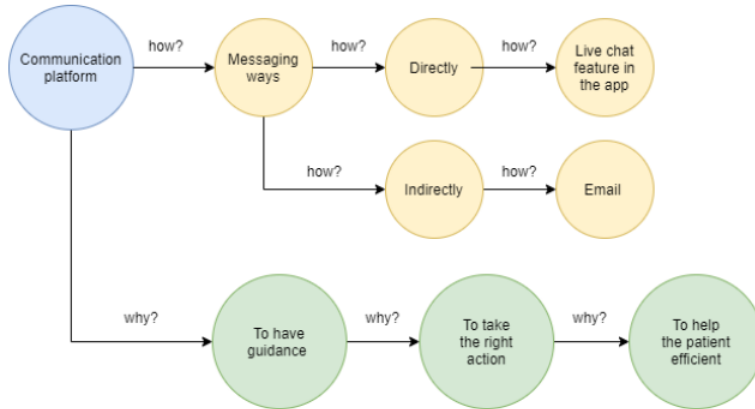 how?
how?
how?
Communication
platform
Messaging
ways
Directly
Live chat
feature in
the app
how?
how?
Indirectly
Email
why?
why?
why?
To have
guidance
To take
the right
action
To help
the patient
efficient